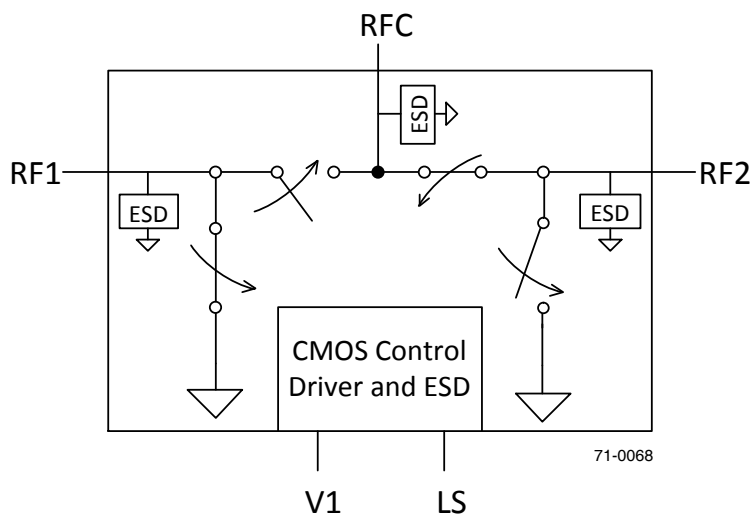 RFC
ESD
RF1
RF2
ESD
ESD
CMOS Control
Driver and ESD
71-0068
V1
LS